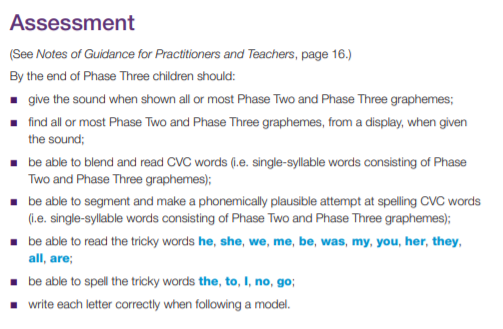 Assessment
(See Notes of Guidance for Practitioners and Teachers, page 16.)
By the end of Phase Three children should:
■ give the sound when shown all or most Phase Two and Phase Three graphemes;
■ find all or most Phase Two and Phase Three graphemes, from a display, when given
the sound;
■ be able to blend and read CVC words (i.e. single-syllable words consisting of Phase
Two and Phase Three graphemes);
■ be able to segment and make a phonemically plausible attempt at spelling CVC words
(i.e. single-syllable words consisting of Phase Two and Phase Three graphemes);
■ be able to read the tricky words he, she, we, me, be, was, my, you, her, they,
all, are;
■ be able to spell the tricky words the, to, I, no, go;
■ write each letter correctly when following a model.